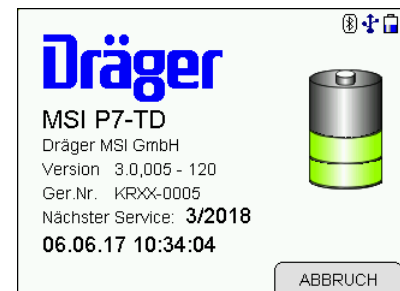 Dräger
MSI P7-TD
Dräger MSI GmbH
Version 3.0,005 - 120
Ger.Nr. KRXX-0005
Nächster Service: 3/2018
06.06.17 10:34:04
ABBRUCH